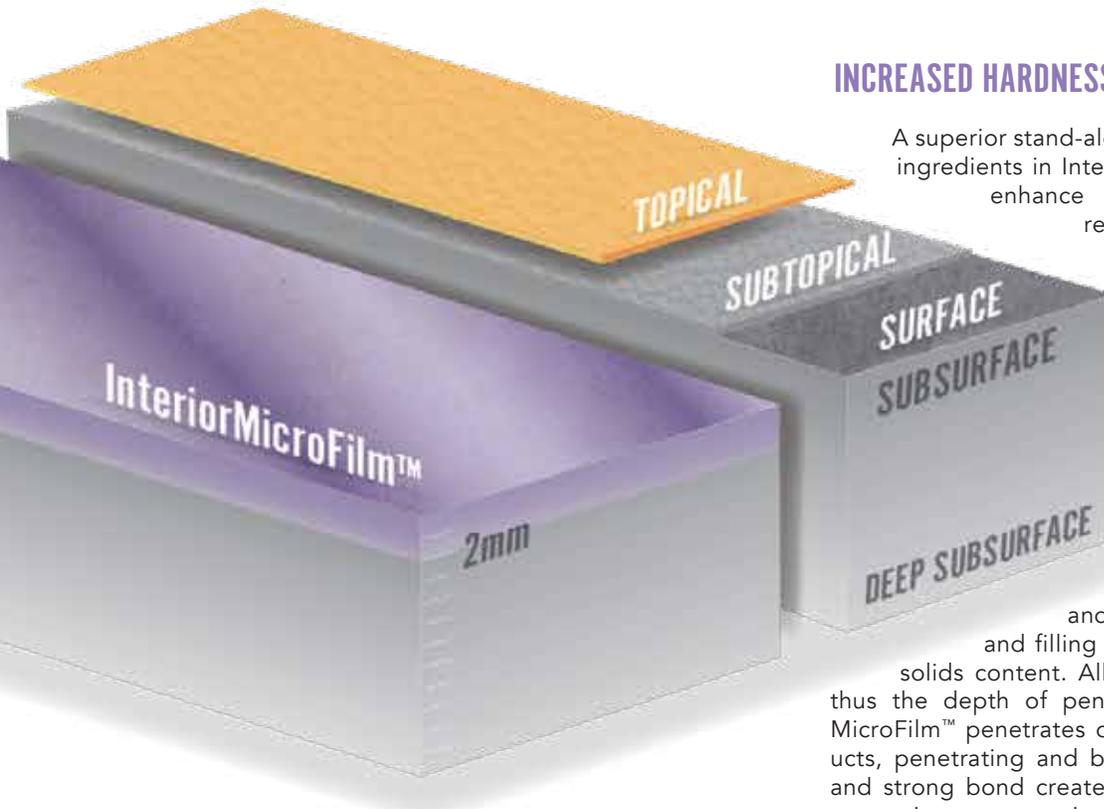 INCREASED HARDNESS
A superior stand-alo
ingredients in Inte
enhance
re
TOPICAL
SUBTOPICAL
SURFACE
SUBSURFACE
DEEP SUBSURFACE
InteriorMicroFilm™
2mm
and
and filling
solids content. All
thus the depth of pen
MicroFilm™ penetrates
ucts, penetrating and b
and strong bond create